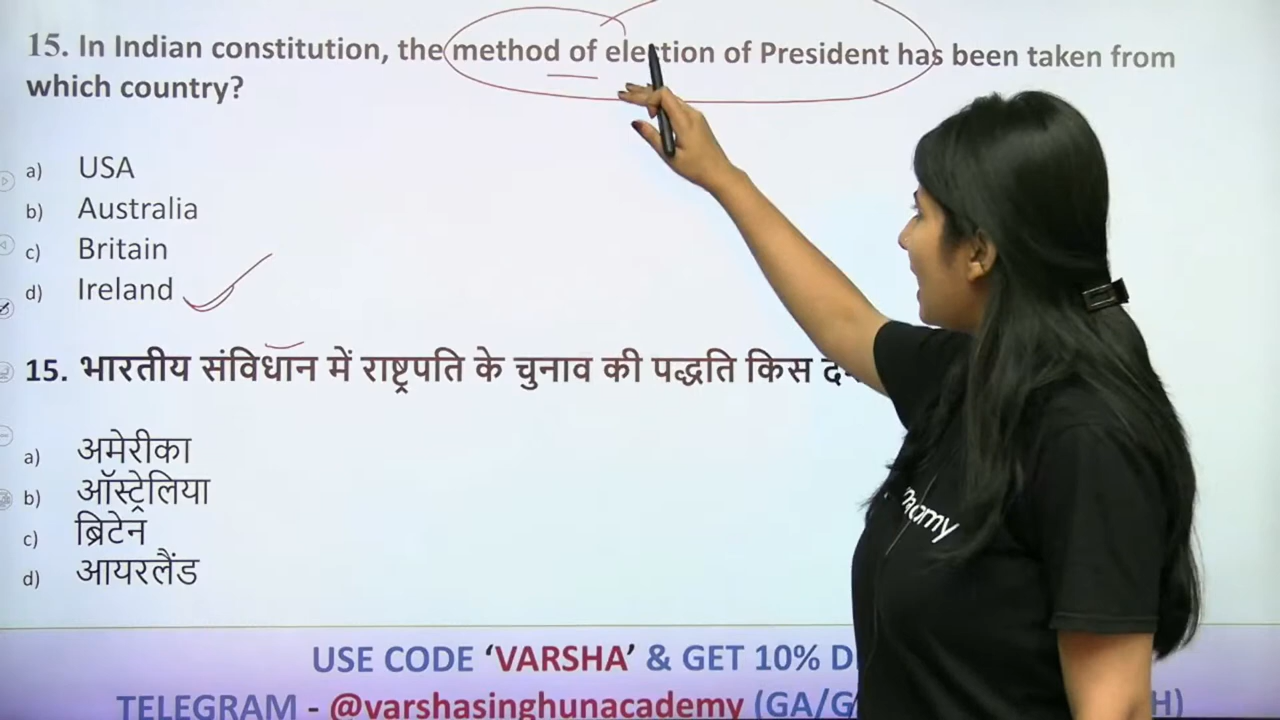 15. In Indian constitution, the method of election of President has been taken from
which country?
a) USA
b) Australia
c) Britain
d) Ireland
15. भारतीय संविधान में राष्ट्रपति के चुनाव की पद्धति किस
a) अमेरीका
b) ऑस्ट्रेलिया
c) ब्रिटेन
d) आयरलैंड
USE CODE ‘VARSHA’ & GET 10%
TELEGRAM - @varshasinghunacademy (GA/G